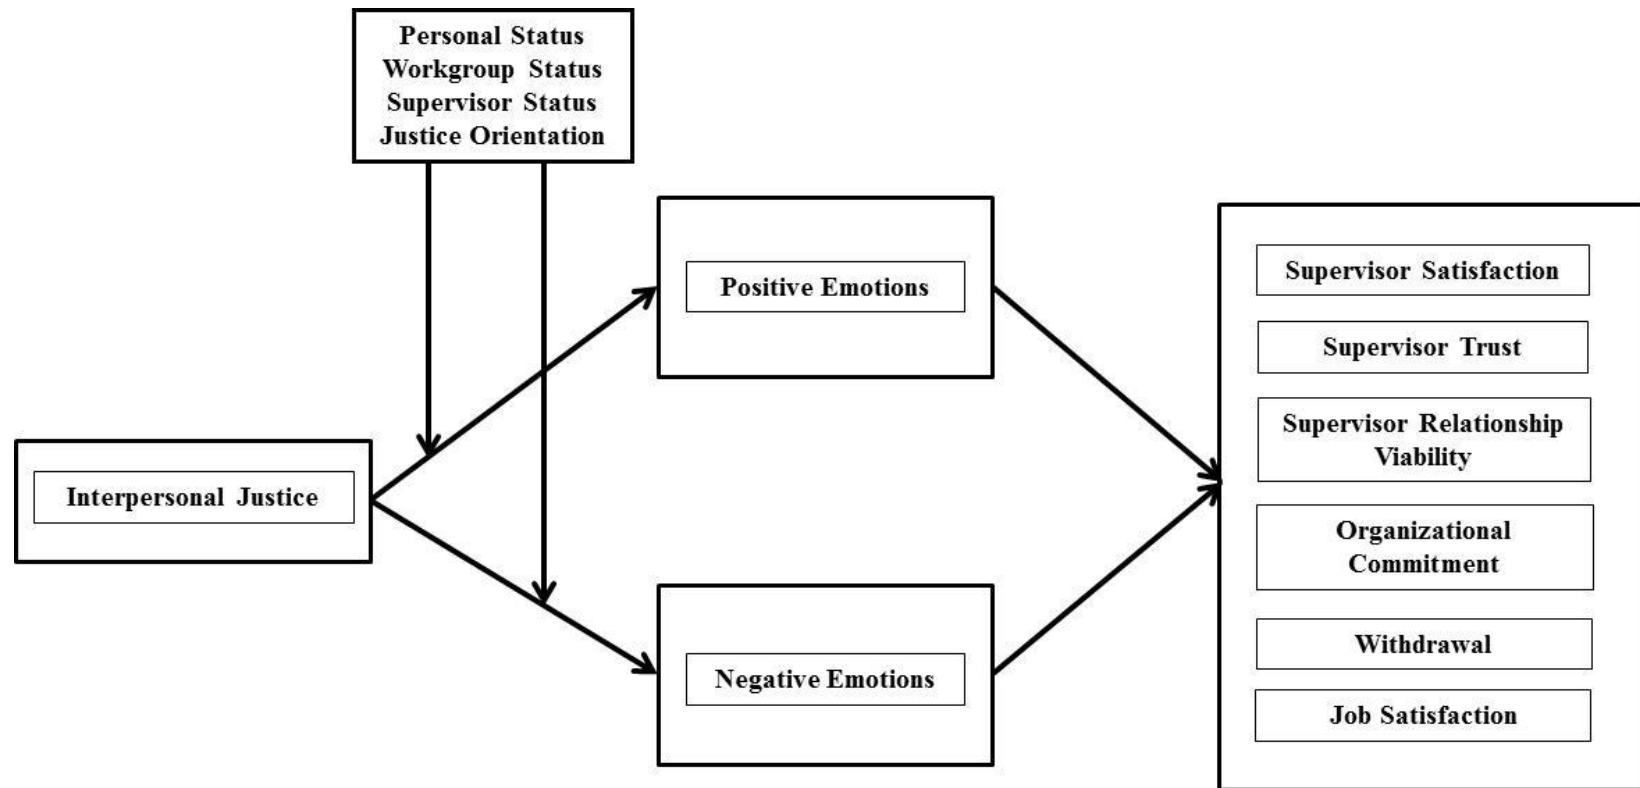 Personal Status
Workgroup Status
Supervisor Status
Justice Orientation
Interpersonal Justice
Positive Emotions
Negative Emotions
Supervisor Satisfaction
Supervisor Trust
Supervisor Relationship
Viability
Organizational
Commitment
Withdrawal
Job Satisfaction